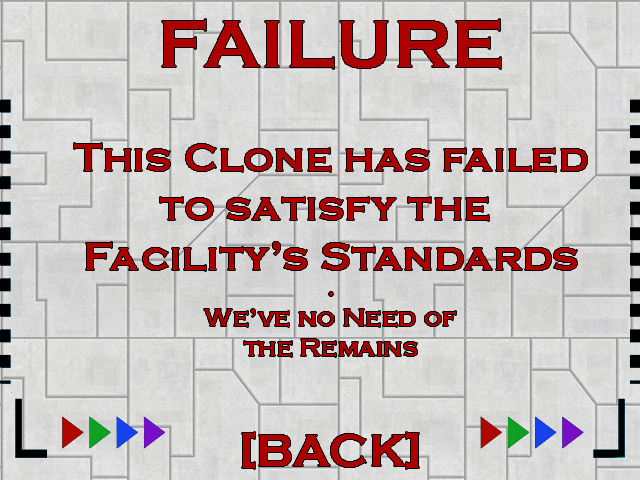 FAILURE
This Clone has failed
to satisfy the
Facility's Standards
.
We've no Need of
the Remains
[BACK]